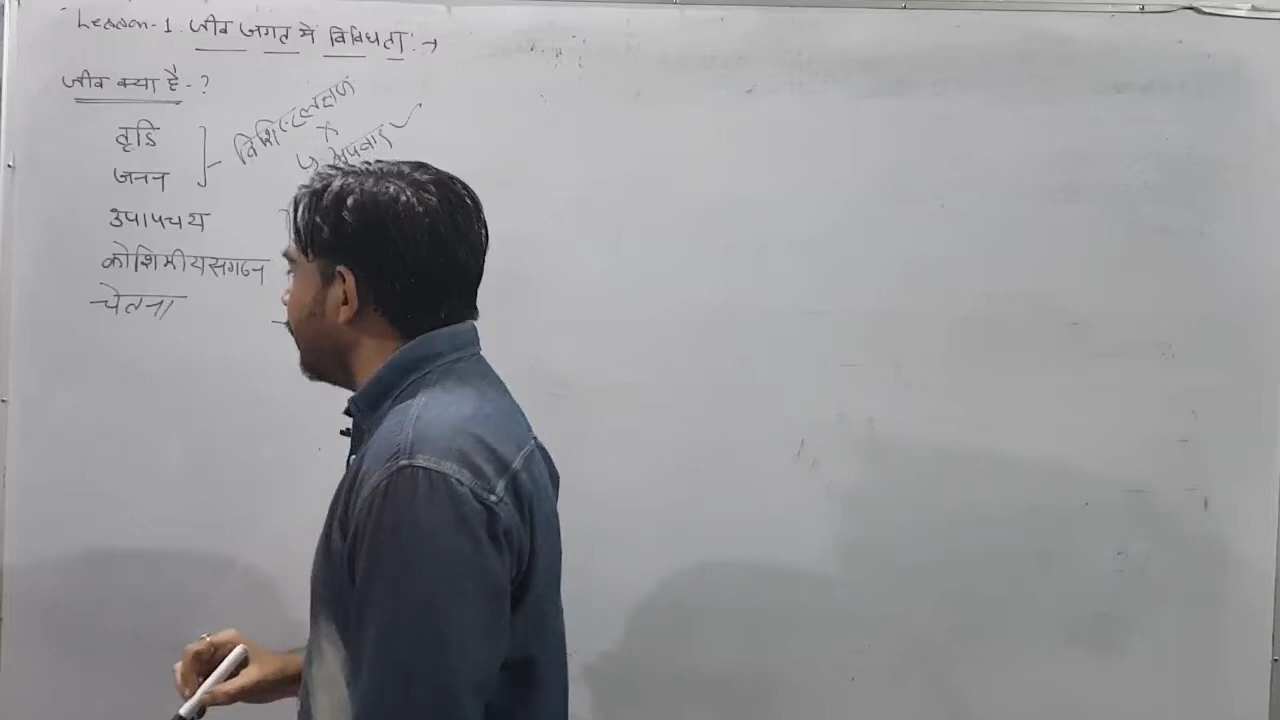 Lesson-1. जीव जगत में विविधता :→
जीव क्या है - ?
वृद्धि
जनन
विशिष्ट लक्षण
x
अपवाद ✓
उपापचय
कोशिकीय संगठन
चेतना